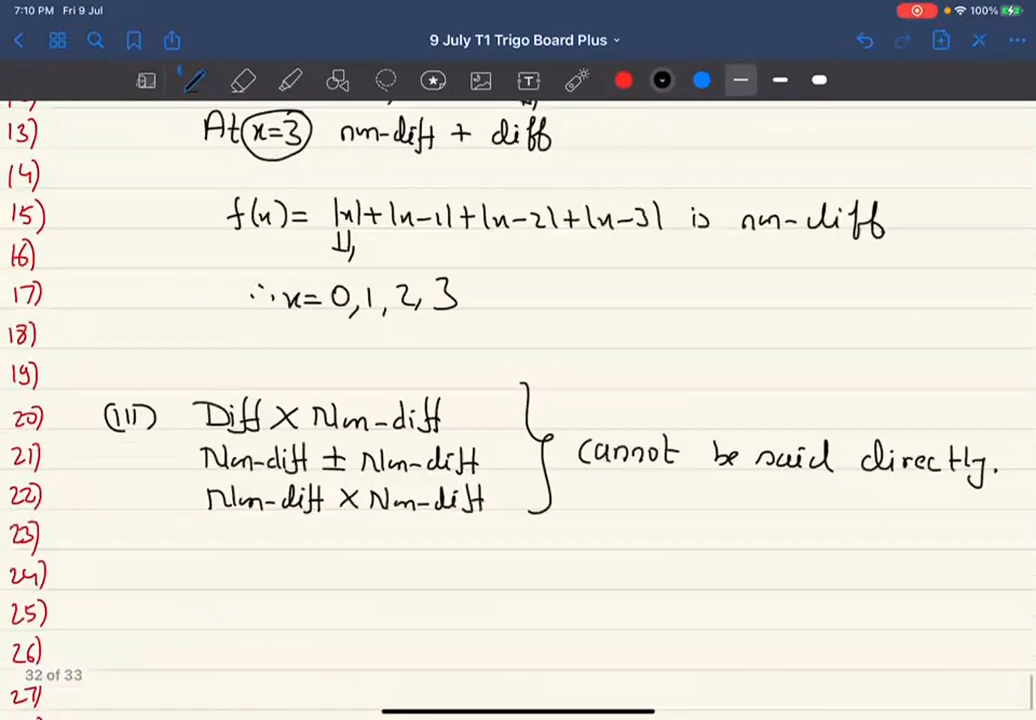 7:10 PM Fri 9 Jul
100%
9 July T1 Trigo Board Plus
13) At x=3 non-diff + diff
14)
15) f(x)= |x|+|x-1|+|x-2|+|x-3| is non-diff
16)
17) ∴x= 0,1,2,3
18)
19)
20) (III) Diff X Non-diff
21) Non-diff ± Non-diff cannot be said directly.
22) Non-diff X Non-diff
23)
24)
25)
26)
32 of 33
27)